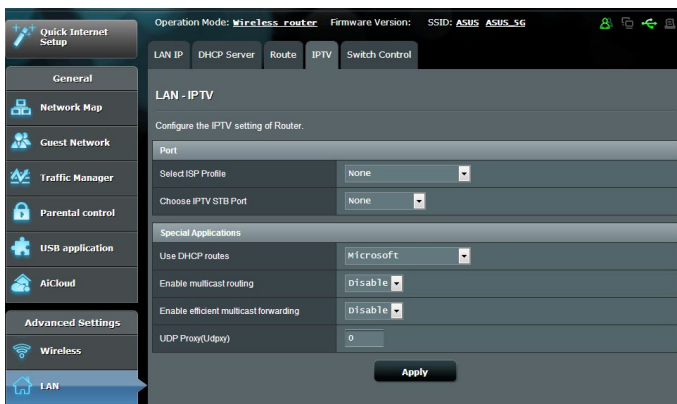 Quick Internet Setup
Operation Mode: Wireless router Firmware Version: SSID: ASUS ASUS_5G
LAN IP DHCP Server Route IPTV Switch Control
General
Network Map
Guest Network
Traffic Manager
Parental control
USB application
AiCloud
Advanced Settings
Wireless
LAN
LAN - IPTV
Configure the IPTV setting of Router.
Port
Select ISP Profile None
Choose IPTV STB Port None
Special Applications
Use DHCP routes Microsoft
Enable multicast routing Disable
Enable efficient multicast forwarding Disable
UDP Proxy(Udpxy) 0
Apply